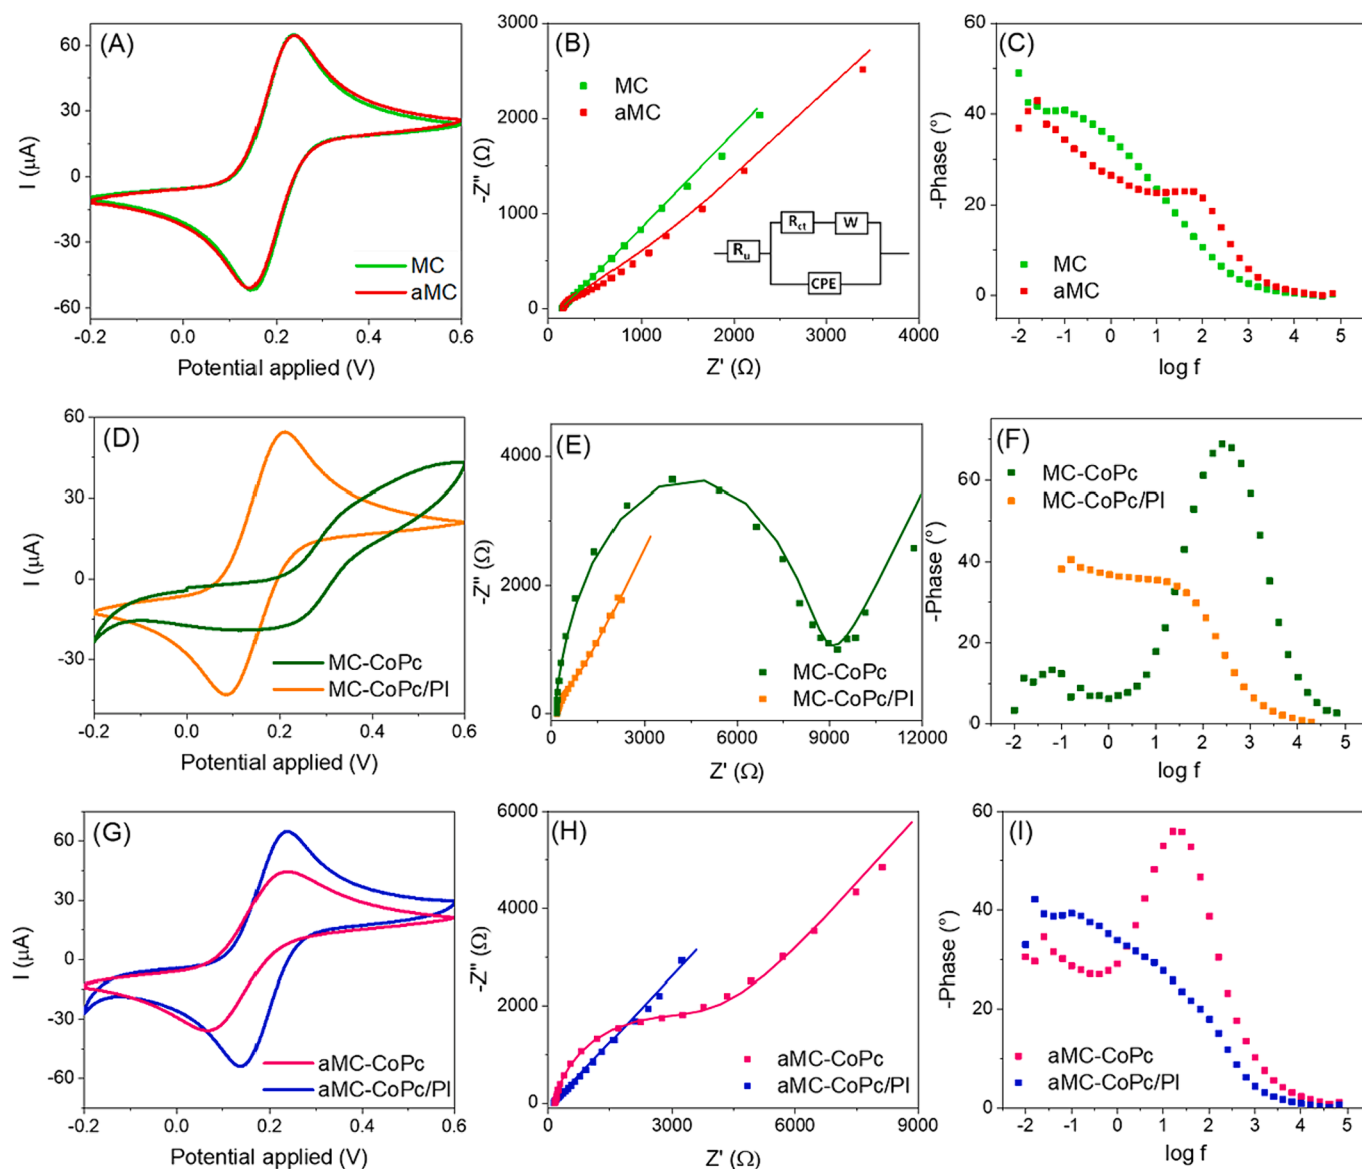 (A)
I (µA)
60
30
0
-30
-60
MC
aMC
-0.2 0.0 0.2 0.4 0.6
Potential applied (V)
(B)
-Z'' (Ω)
3000
2000
1000
0
MC
aMC
Ru
Rct
W
CPE
0 1000 2000 3000 4000
Z' (Ω)
(C)
-Phase (°)
60
40
20
0
MC
aMC
-2 -1 0 1 2 3 4 5
log f
(D)
I (µA)
60
30
0
-30
MC-CoPc
MC-CoPc/PI
-0.2 0.0 0.2 0.4 0.6
Potential applied (V)
(E)
-Z'' (Ω)
4000
2000
0
MC-CoPc
MC-CoPc/PI
0 3000 6000 9000 12000
Z' (Ω)
(F)
-Phase (°)
60
40
20
0
MC-CoPc
MC-CoPc/PI
-2 -1 0 1 2 3 4 5
log f
(G)
I (µA)
60
30
0
-30
-60
aMC-CoPc
aMC-CoPc/PI
-0.2 0.0 0.2 0.4 0.6
Potential applied (V)
(H)
-Z'' (Ω)
6000
4000
2000
0
aMC-CoPc
aMC-CoPc/PI
0 3000 6000 9000
Z' (Ω)
(I)
-Phase (°)
60
40
20
0
aMC-CoPc
aMC-CoPc/PI
-2 -1 0 1 2 3 4 5
log f